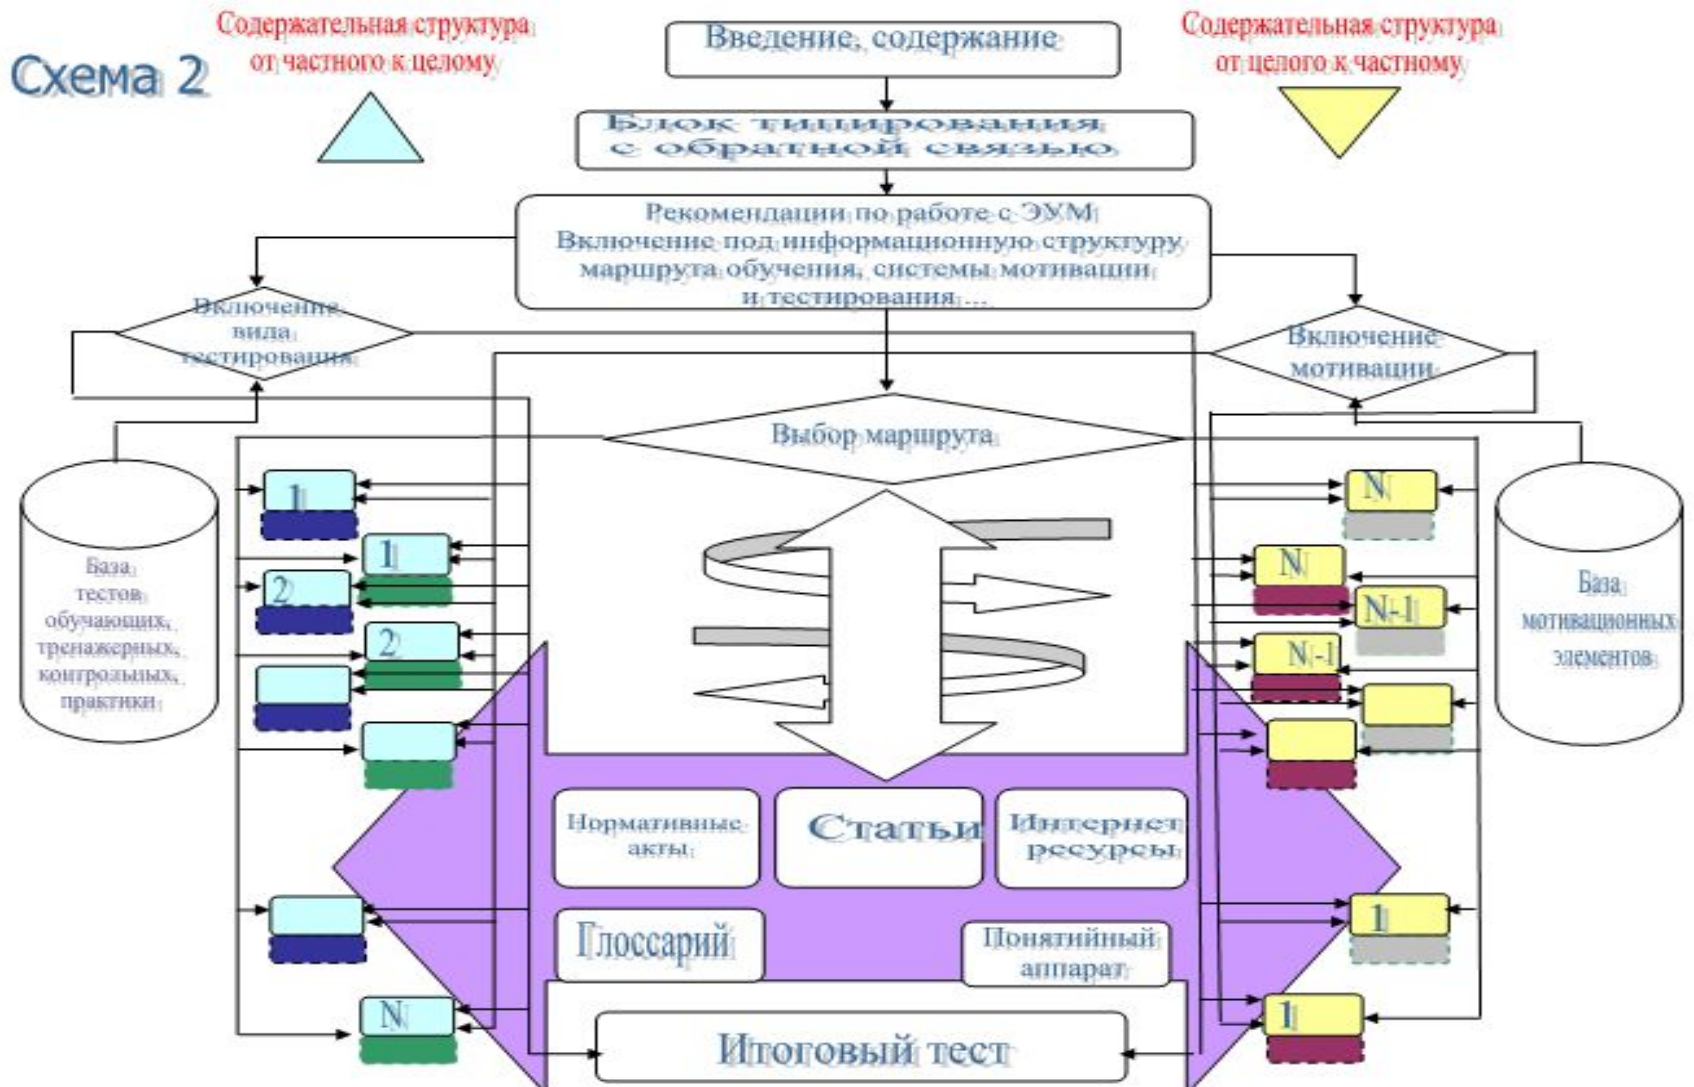 Схема 2
Содержательная структура
от частного к целому
Введение, содержание
Содержательная структура
от целого к частному
Блок типирования
с обратной связью
Рекомендации по работе с ЭУМ
Включение под информационную структуру
маршрута обучения, системы мотивации
и тестирования ...
Включение
вида
тестирования
Включение
мотивации
Выбор маршрута
База
тестов
обучающих,
тренажерных,
контрольных,
практики
1
1
2
2
N
N
N
N-1
N-1
1
1
База
мотивационных
элементов
Нормативные
акты
Статьи
Интернет
ресурсы
Глоссарий
Понятийный
аппарат
Итоговый тест